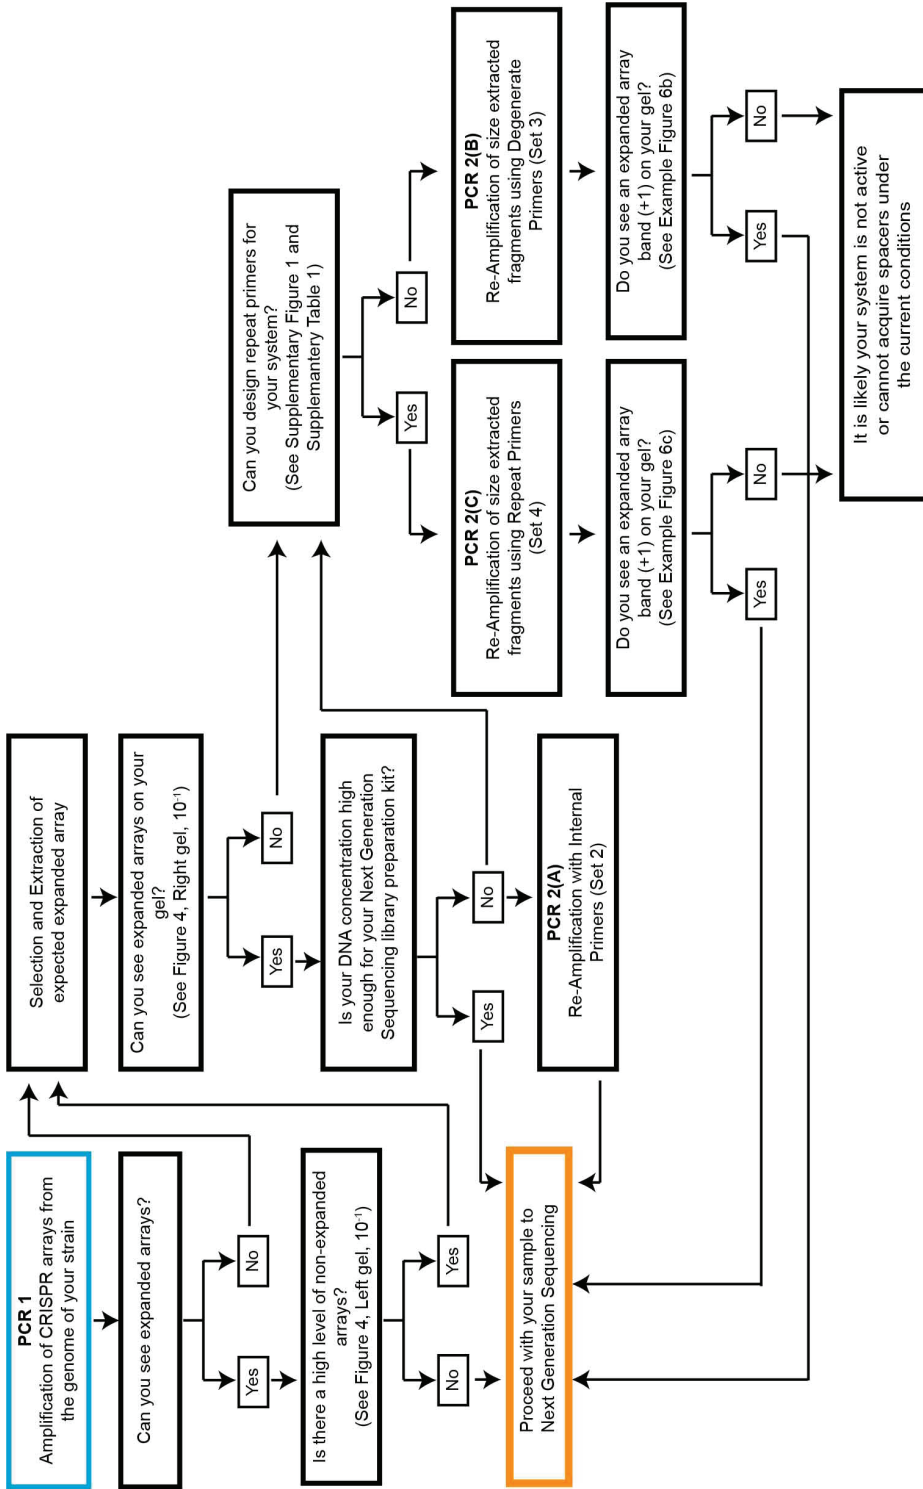 PCR 1
Amplification of CRISPR arrays from
the genome of your strain
Can you see expanded arrays?
Yes
No
Is there a high level of non-expanded
arrays?
(See Figure 4, Left gel, 10⁻¹)
No
Yes
Proceed with your sample to
Next Generation Sequencing
Selection and Extraction of
expected expanded array
Can you see expanded arrays on your
gel?
(See Figure 4, Right gel, 10⁻¹)
Yes
No
Is your DNA concentration high
enough for your Next Generation
Sequencing library preparation kit?
Yes
No
PCR 2(A)
Re-Amplification with Internal
Primers (Set 2)
Can you design repeat primers for
your system?
(See Supplementary Figure 1 and
Supplemantery Table 1)
Yes
No
PCR 2(C)
Re-Amplification of size extracted
fragments using Repeat Primers
(Set 4)
Do you see an expanded array
band (+1) on your gel?
(See Example Figure 6c)
Yes
No
PCR 2(B)
Re-Amplification of size extracted
fragments using Degenerate
Primers (Set 3)
Do you see an expanded array
band (+1) on your gel?
(See Example Figure 6b)
Yes
No
It is likely your system is not active
or cannot acquire spacers under
the current conditions